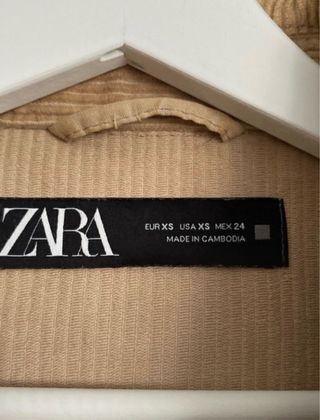 ZARA
EUR XS USA XS MEX 24
MADE IN CAMBODIA